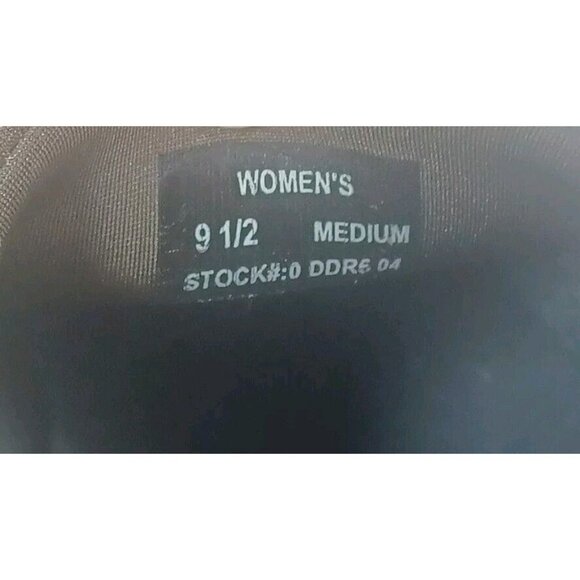 WOMEN'S
9 1/2 MEDIUM
STOCK#:0 DDR6 04